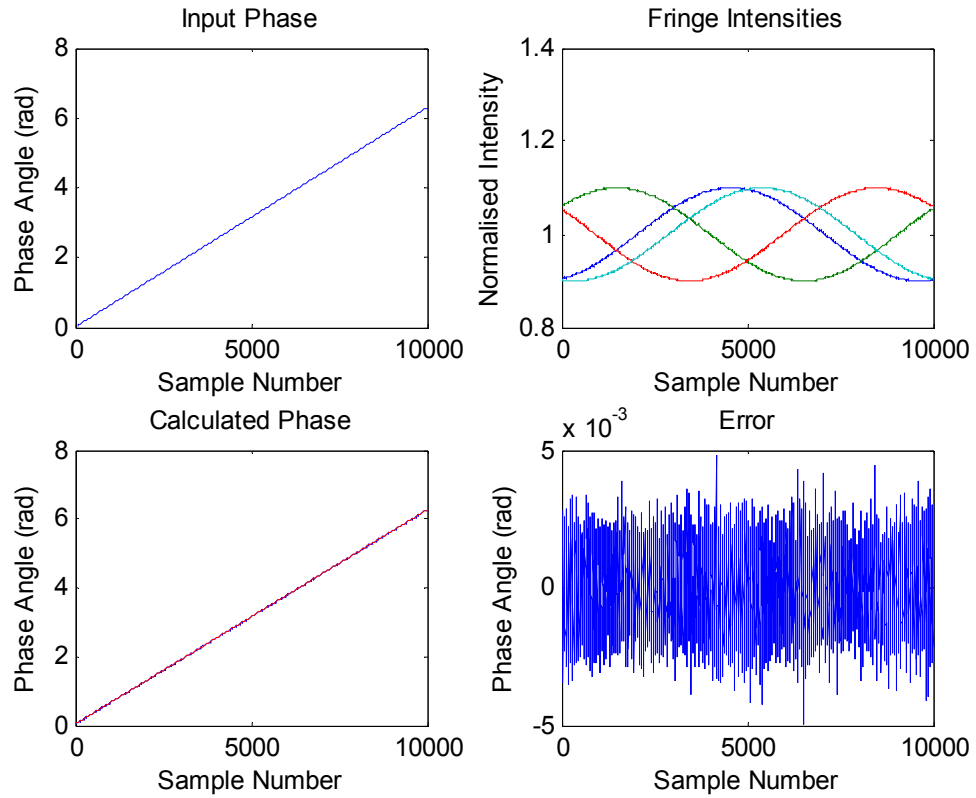 Input Phase
Phase Angle (rad)
8
6
4
2
0
0 5000 10000
Sample Number
Fringe Intensities
Normalised Intensity
1.4
1.2
1
0.8
0 5000 10000
Sample Number
Calculated Phase
Phase Angle (rad)
8
6
4
2
0
0 5000 10000
Sample Number
Error
x 10^-3
Phase Angle (rad)
5
0
-5
0 5000 10000
Sample Number